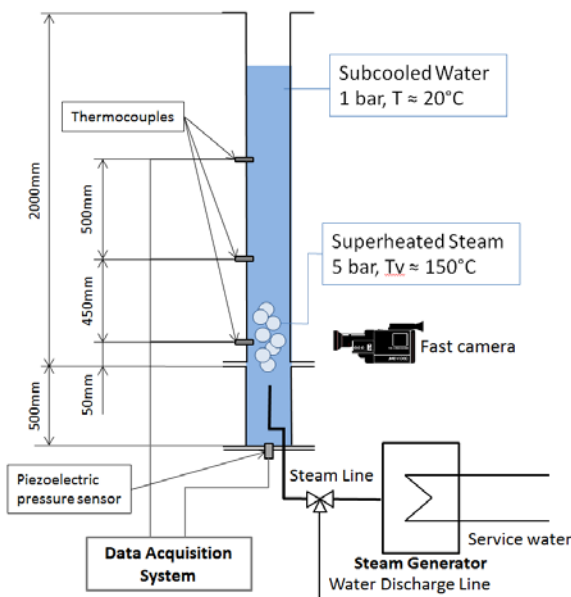 Subcooled Water
1 bar, T ≈ 20°C
Thermocouples
2000mm
500mm
Superheated Steam
5 bar, Tv ≈ 150°C
450mm
Fast camera
50mm
500mm
Piezoelectric
pressure sensor
Steam Line
Service water
Data Acquisition
System
Steam Generator
Water Discharge Line